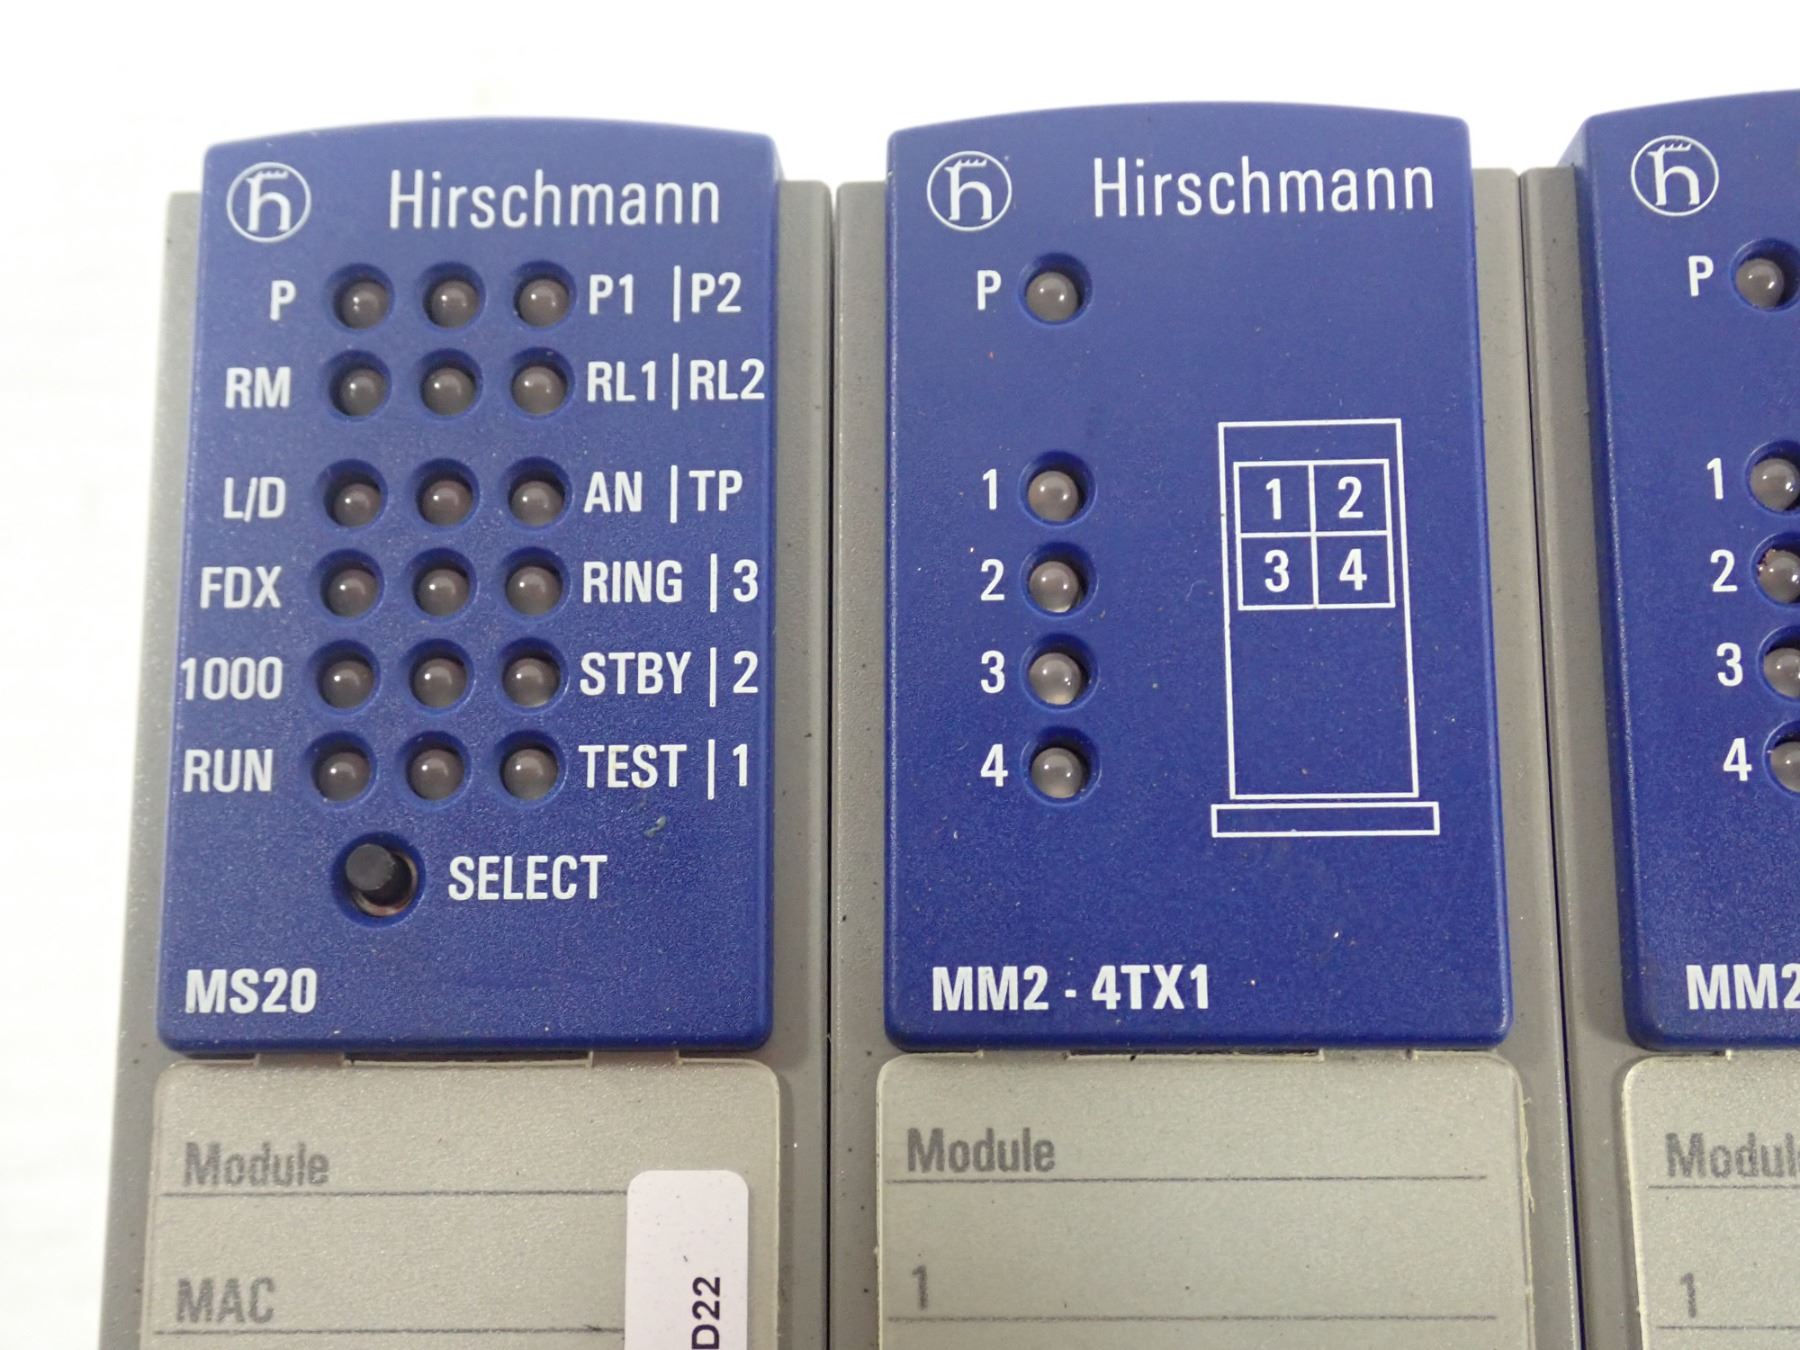 Hirschmann
P P1 | P2
RM RL1 | RL2
L/D AN | TP
FDX RING | 3
1000 STBY | 2
RUN TEST | 1
SELECT
MS20
Module
MAC
D22
Hirschmann
P
1
2
3
4
1 2
3 4
MM2 - 4TX1
Module
1
P
1
2
3
4
MM2
Modul
1